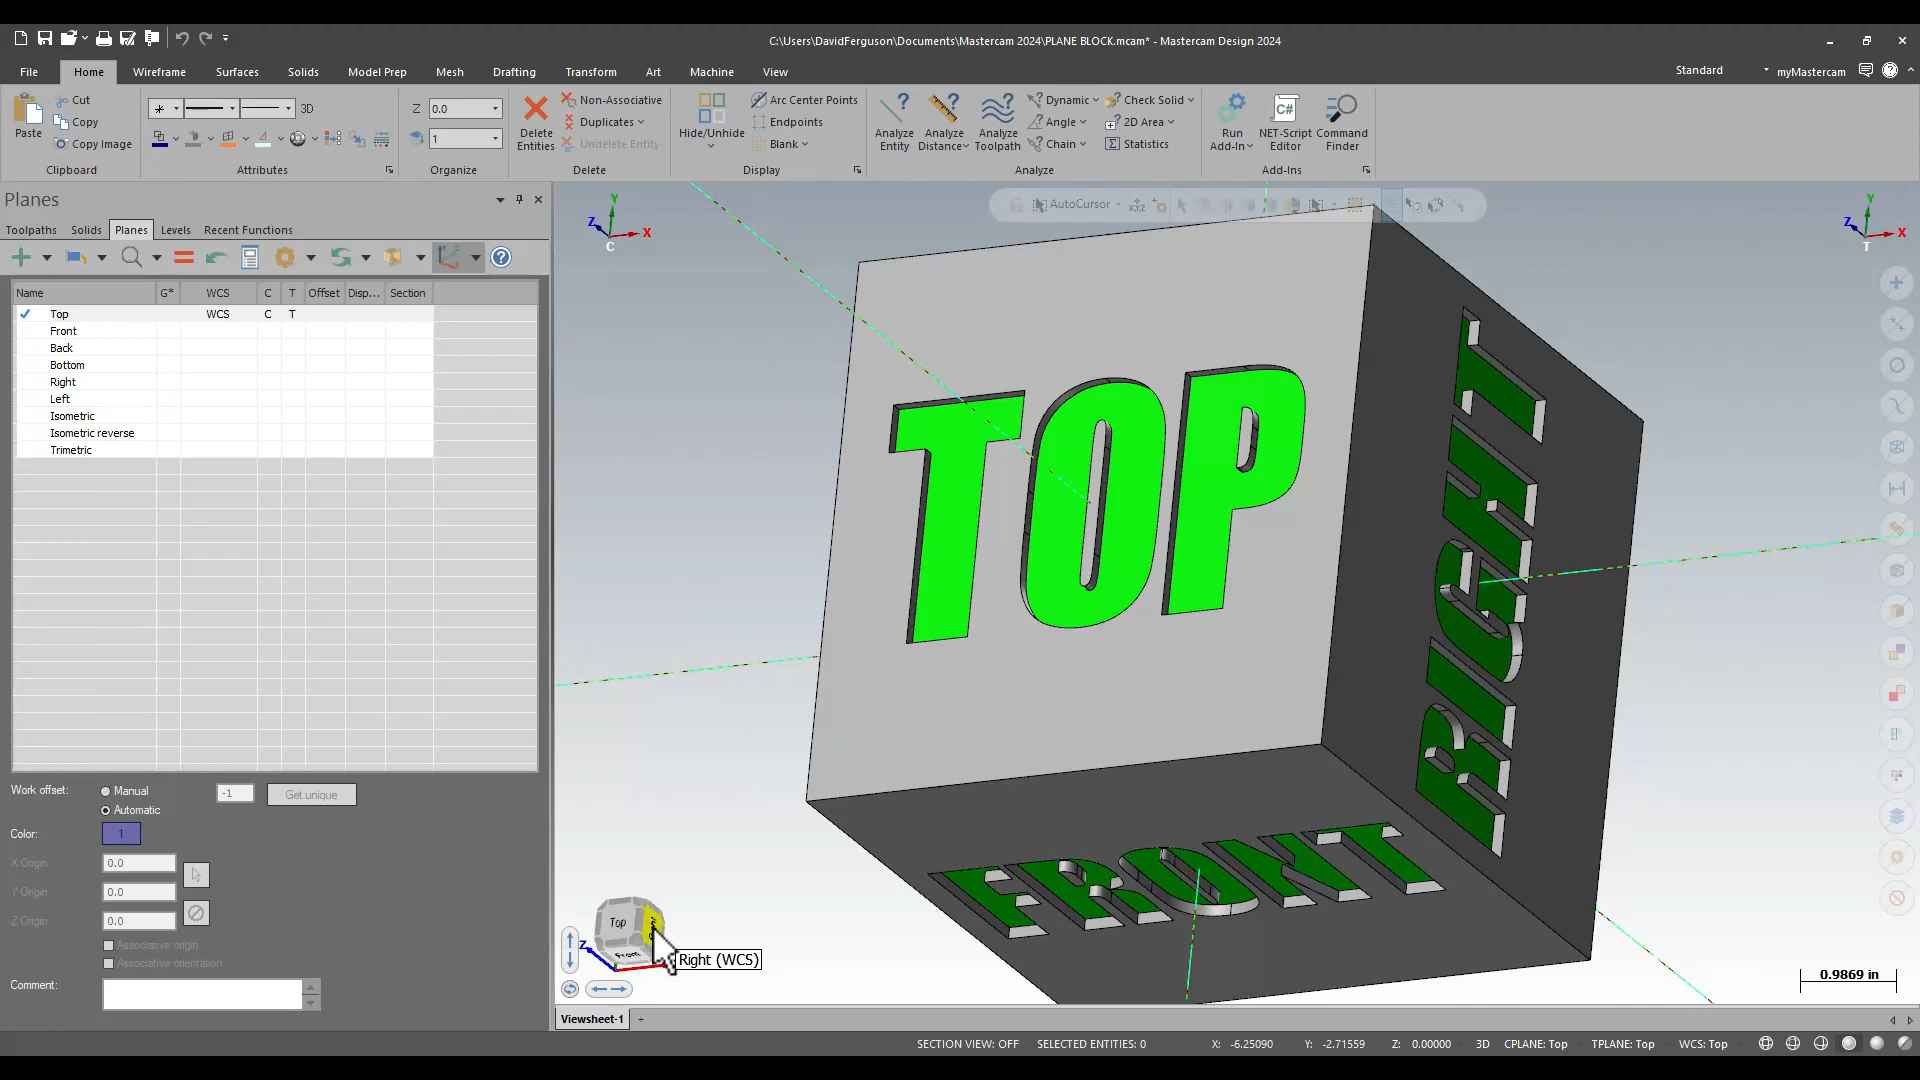 C:\Users\DavidFerguson\Documents\Mastercam 2024\PLANE BLOCK.mcam* - Mastercam Design 2024
File Home Wireframe Surfaces Solids Model Prep Mesh Drafting Transform Art Machine View Standard myMastercam
Paste
Cut
Copy
Copy Image
Clipboard
3D
Attributes
Z 0.0
1
Organize
Delete Entities
Non-Associative
Duplicates
Undelete Entity
Delete
Hide/Unhide
Arc Center Points
Endpoints
Blank
Display
Analyze Entity
Analyze Distance
Analyze Toolpath
Dynamic
Angle
Chain
Check Solid
2D Area
Statistics
Analyze
Run Add-In
NET-Script Editor
Command Finder
Add-Ins
Planes
Toolpaths Solids Planes Levels Recent Functions
Name G* WCS C T Offset Disp... Section
Top WCS C T
Front
Back
Bottom
Right
Left
Isometric
Isometric reverse
Trimetric
Work offset: Manual -1 Get unique
Automatic
Color: 1
X Origin 0.0
Y Origin 0.0
Z Origin 0.0
Associative origin
Associative orientation
Comment:
AutoCursor
Y
Z X
C
Y
Z X
T
TOP
RIGHT
FRONT
Top
Front
Z
Right (WCS)
0.9869 in
Viewsheet-1 +
SECTION VIEW: OFF SELECTED ENTITIES: 0 X: -6.25090 Y: -2.71559 Z: 0.00000 3D CPLANE: Top TPLANE: Top WCS: Top